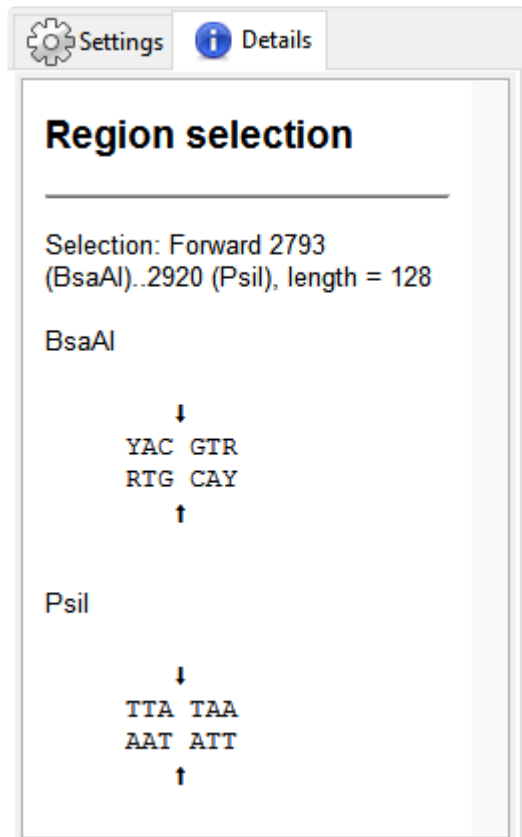 Settings
Details
Region selection
Selection: Forward 2793
(BsaAI)..2920 (PsiI), length = 128
BsaAI
↓
YAC GTR
RTG CAY
↑
PsiI
↓
TTA TAA
AAT ATT
↑